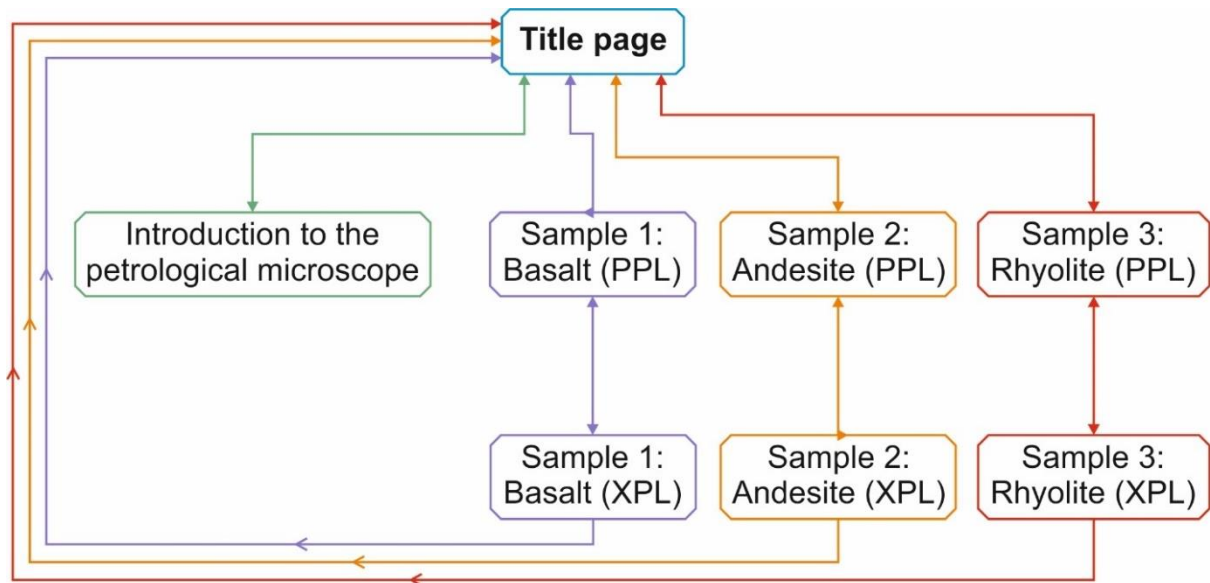 Title page
Introduction to the
petrological microscope
Sample 1:
Basalt (PPL)
Sample 2:
Andesite (PPL)
Sample 3:
Rhyolite (PPL)
Sample 1:
Basalt (XPL)
Sample 2:
Andesite (XPL)
Sample 3:
Rhyolite (XPL)